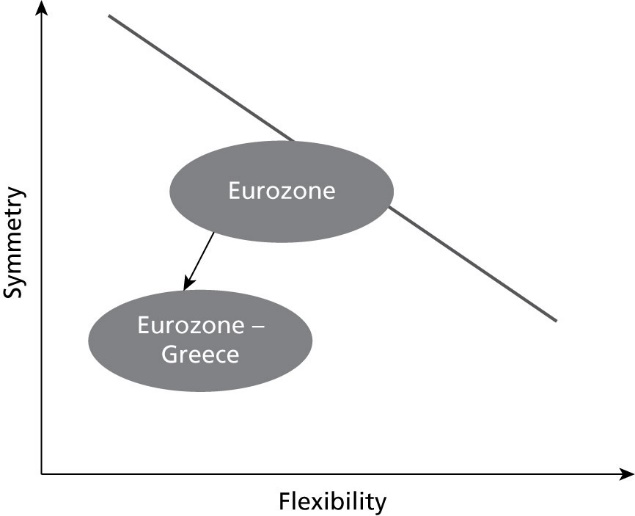 Symmetry
Eurozone
Eurozone –
Greece
Flexibility